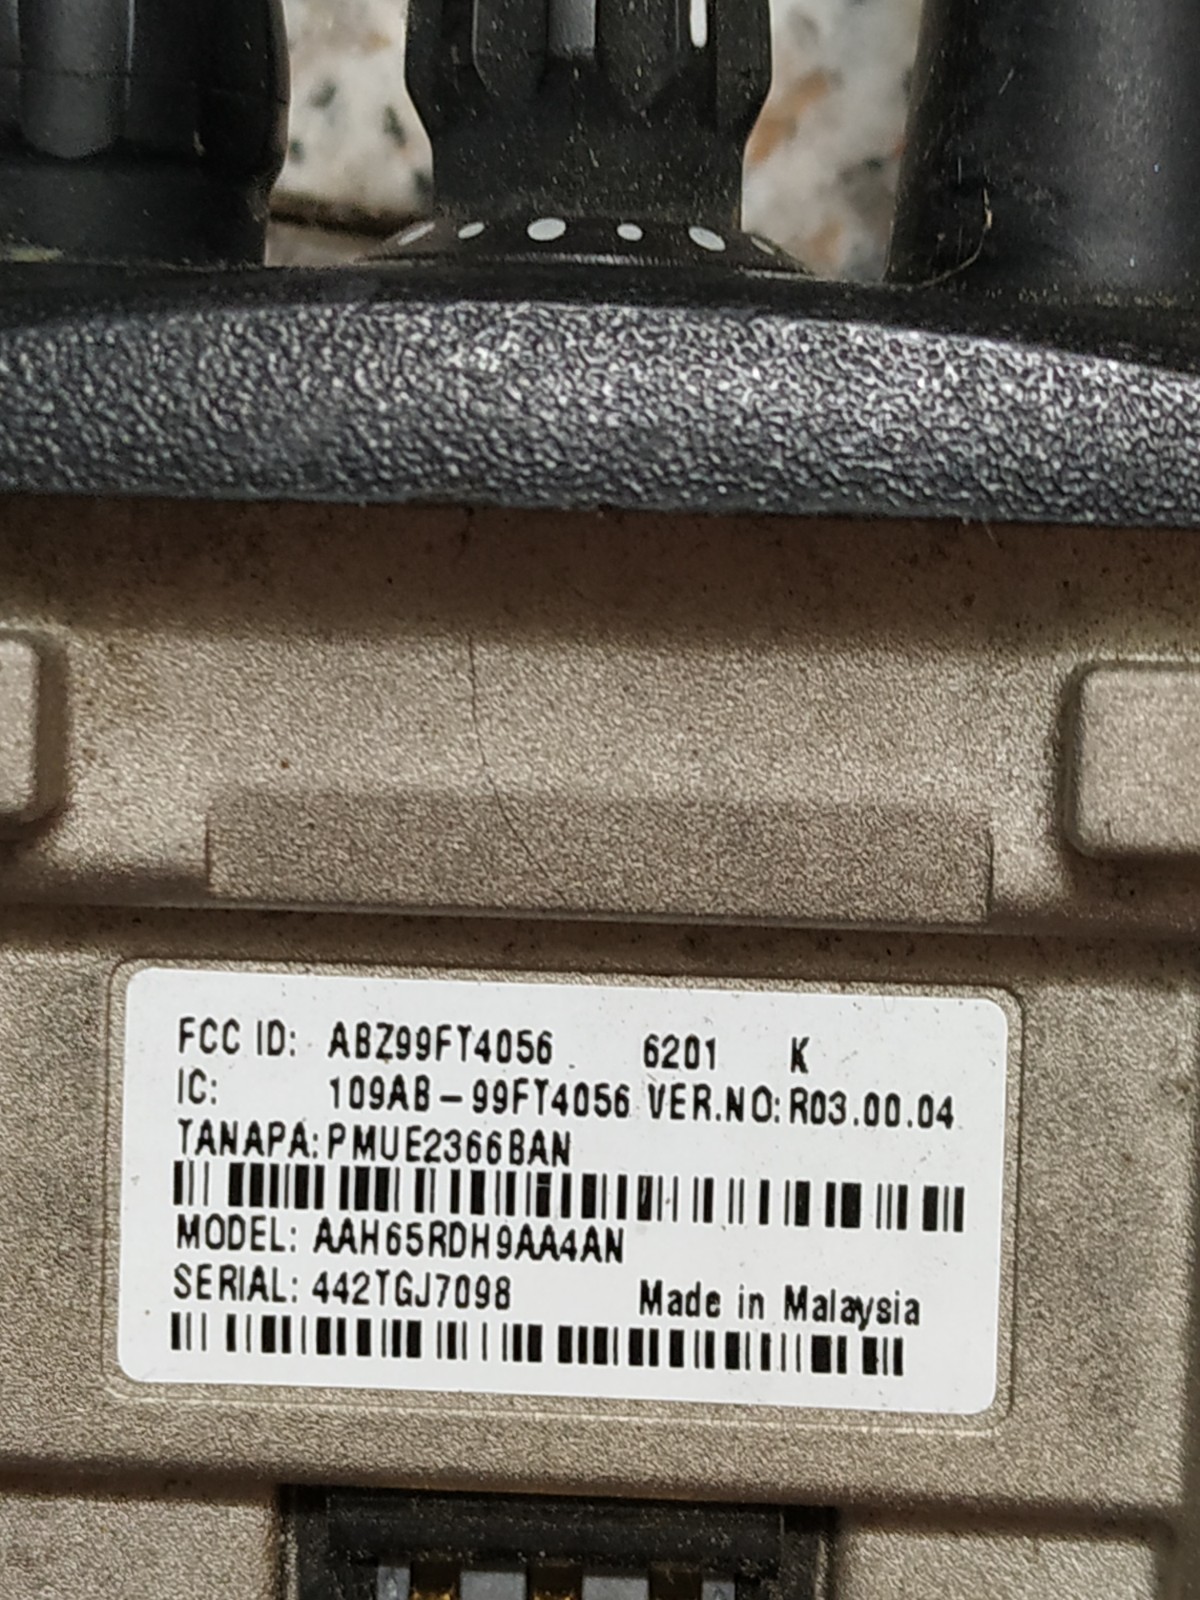 FCC ID: ABZ99FT4056 6201 K
IC: 109AB-99FT4056 VER.NO: R03.00.04
TANAPA: PMUE2366BAN
MODEL: AAH65RDH9AA4AN
SERIAL: 442TGJ7098 Made in Malaysia